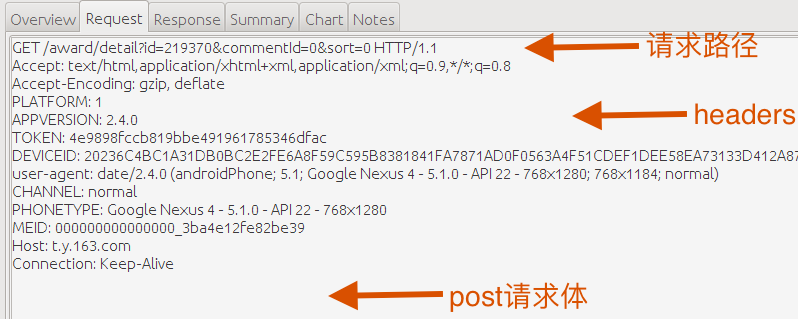 Overview Request Response Summary Chart Notes
GET /award/detail?id=219370&commentId=0&sort=0 HTTP/1.1
请求路径
Accept: text/html,application/xhtml+xml,application/xml;q=0.9,*/*;q=0.8
Accept-Encoding: gzip, deflate
PLATFORM: 1
APPVERSION: 2.4.0
headers
TOKEN: 4e9898fccb819bbe491961785346dfac
DEVICEID: 20236C4BC1A31DB0BC2E2FE6A8F59C595B8381841FA7871AD0F0563A4F51CDEF1DEE58EA73133D412A87
user-agent: date/2.4.0 (androidPhone; 5.1; Google Nexus 4 - 5.1.0 - API 22 - 768x1280; 768x1184; normal)
CHANNEL: normal
PHONETYPE: Google Nexus 4 - 5.1.0 - API 22 - 768x1280
MEID: 000000000000000_3ba4e12fe82be39
Host: t.y.163.com
Connection: Keep-Alive
post请求体